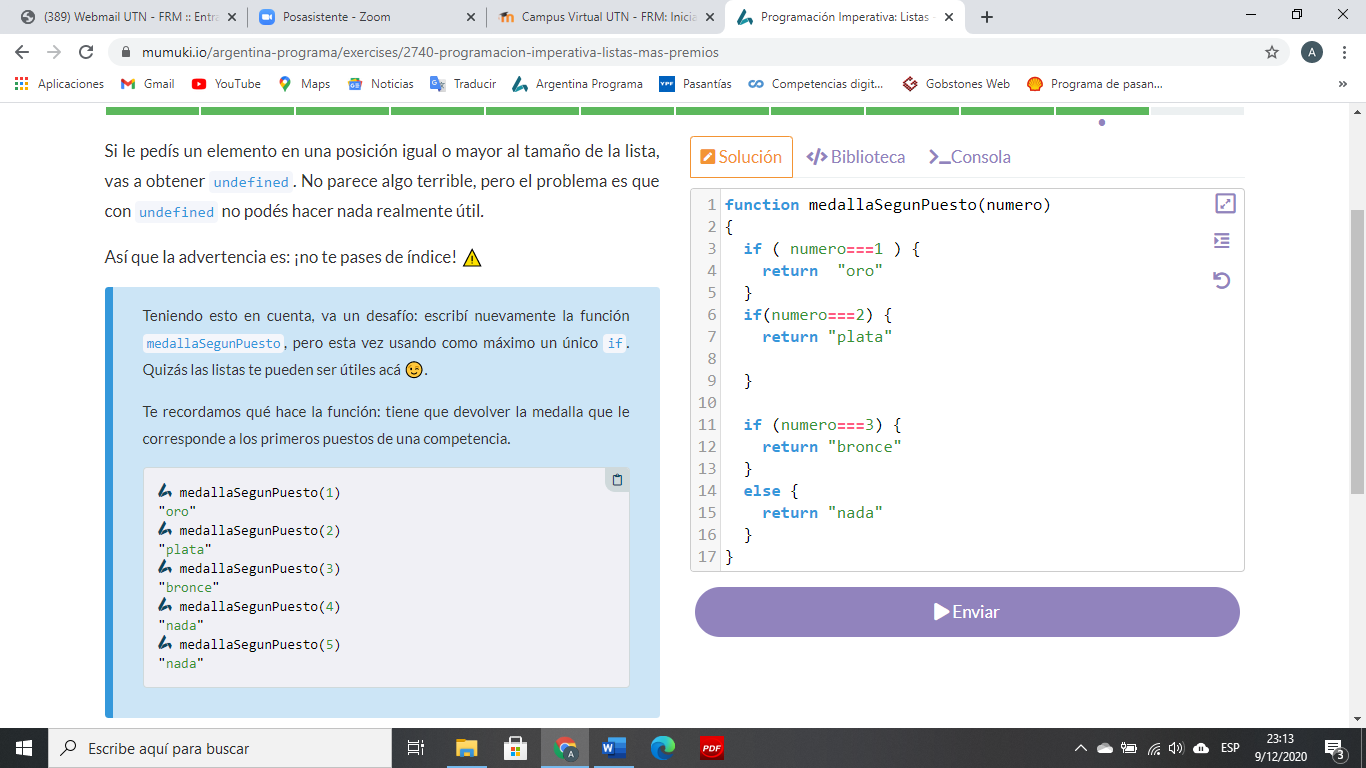 (389) Webmail UTN - FRM :: Entra
Posasistente - Zoom
Campus Virtual UTN - FRM: Inicia
Programación Imperativa: Listas -
mumuki.io/argentina-programa/exercises/2740-programacion-imperativa-listas-mas-premios
A
Aplicaciones
Gmail
YouTube
Maps
Noticias
Traducir
Argentina Programa
YPF
Pasantías
Competencias digit...
Gobstones Web
Programa de pasan...
»
Si le pedís un elemento en una posición igual o mayor al tamaño de la lista,
vas a obtener undefined. No parece algo terrible, pero el problema es que
con undefined no podés hacer nada realmente útil.
Así que la advertencia es: ¡no te pases de índice! ⚠️
Teniendo esto en cuenta, va un desafío: escribí nuevamente la función
medallaSegunPuesto, pero esta vez usando como máximo un único if.
Quizás las listas te pueden ser útiles acá 😉.
Te recordamos qué hace la función: tiene que devolver la medalla que le
corresponde a los primeros puestos de una competencia.
medallaSegunPuesto(1)
"oro"
medallaSegunPuesto(2)
"plata"
medallaSegunPuesto(3)
"bronce"
medallaSegunPuesto(4)
"nada"
medallaSegunPuesto(5)
"nada"
Solución
</> Biblioteca
>_Consola
1 function medallaSegunPuesto(numero)
2 {
3   if ( numero===1 ) {
4     return  "oro"
5   }
6   if(numero===2) {
7     return "plata"
8
9   }
10
11   if (numero===3) {
12     return "bronce"
13   }
14   else {
15     return "nada"
16   }
17 }
Enviar
Escribe aquí para buscar
A
W
PDF
ESP
23:13
9/12/2020
3